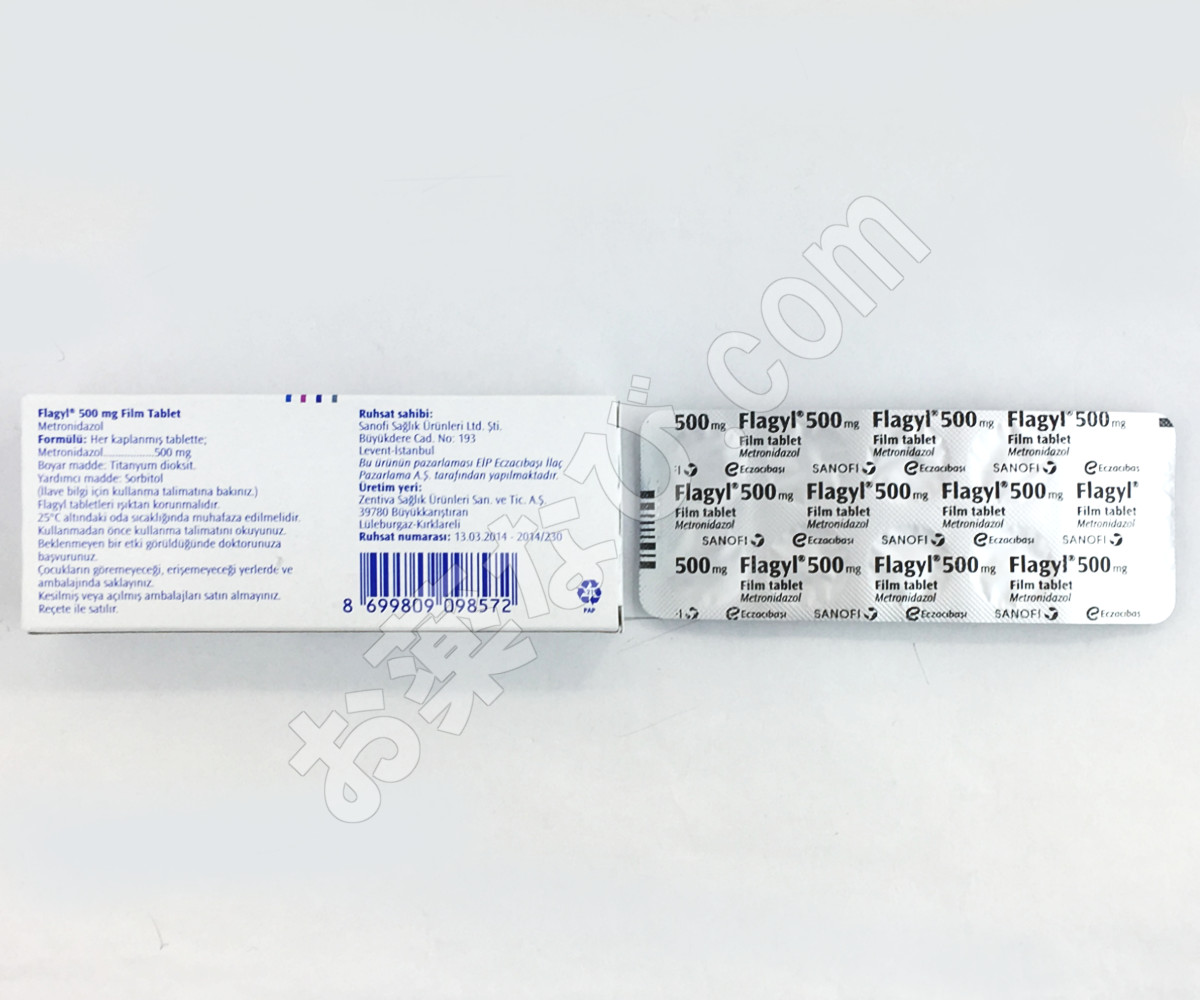 Flagyl® 500 mg Film Tablet
Metronidazol
Formülü: Her kaplanmış tablette;
Metronidazol..............500 mg
Boyar madde: Titanyum dioksit.
Yardımcı madde: Sorbitol
(İlave bilgi için kullanma talimatına bakınız.)
Flagyl tabletleri ışıktan korunmalıdır.
25°C altındaki oda sıcaklığında muhafaza edilmelidir.
Kullanmadan önce kullanma talimatını okuyunuz.
Beklenmeyen bir etki görüldüğünde doktorunuza
başvurunuz.
Çocukların göremeyeceği, erişemeyeceği yerlerde ve
ambalajında saklayınız.
Kesilmiş veya açılmış ambalajları satın almayınız.
Reçete ile satılır.
Ruhsat sahibi:
Sanofi Sağlık Ürünleri Ltd. Şti.
Büyükdere Cad. No: 193
Levent-İstanbul
Bu ürünün pazarlaması EİP Eczacıbaşı İlaç
Pazarlama A.Ş. tarafından yapılmaktadır.
Üretim yeri:
Zentiva Sağlık Ürünleri San. ve Tic. A.Ş.
39780 Büyükkarıştıran
Lüleburgaz-Kırklareli
Ruhsat numarası: 13.03.2014 - 2014/230
8 699809 098572
PAP
500 mg Flagyl® 500 mg Flagyl® 500 mg Flagyl® 500 mg
Film tablet Film tablet Film tablet
Metronidazol Metronidazol Metronidazol
Eczacıbaşı SANOFI Eczacıbaşı SANOFI Eczacıbaş
Flagyl® 500 mg Flagyl® 500 mg Flagyl® 500 mg Flagyl®
Film tablet Film tablet Film tablet Film tablet
Metronidazol Metronidazol Metronidazol Metronidazol
SANOFI Eczacıbaşı SANOFI Eczacıbaşı SANOFI
500 mg Flagyl® 500 mg Flagyl® 500 mg Flagyl® 500 mg
Film tablet Film tablet Film tablet
Metronidazol Metronidazol Metronidazol
Eczacıbaşı SANOFI Eczacıbaşı SANOFI Eczacıbaş
お薬なび.com